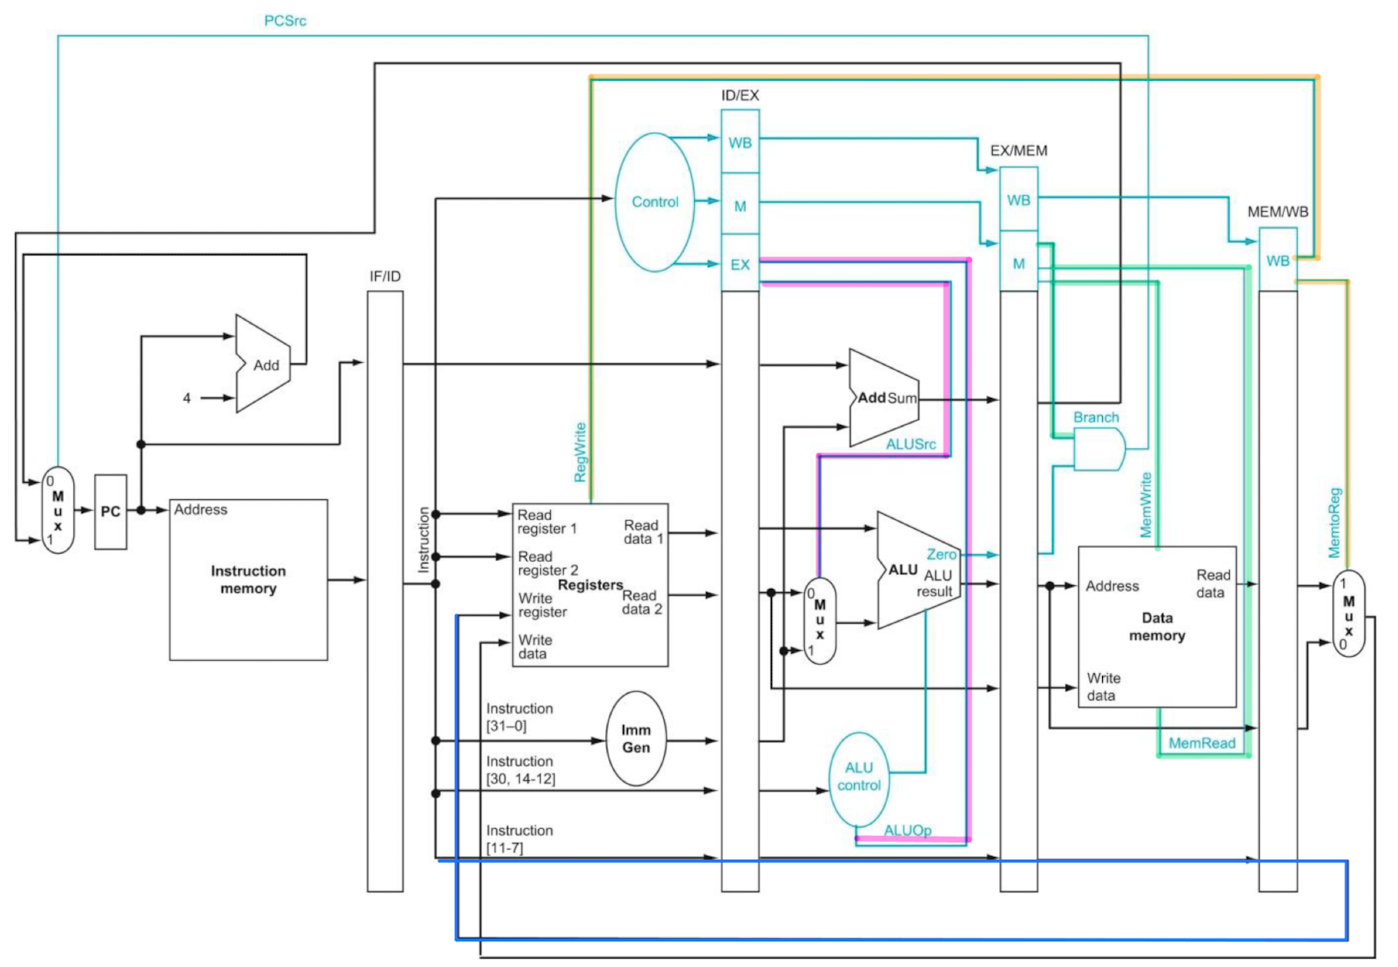 PCSrc
ID/EX
WB
EX/MEM
Control
M
WB
MEM/WB
EX
M
WB
IF/ID
Add
4
Add Sum
Branch
ALUSrc
RegWrite
MemWrite
MemtoReg
0
M
u
x
1
PC
Address
Instruction
memory
Instruction
Read
register 1
Read
register 2
Registers
Write
register
Write
data
Read
data 1
Read
data 2
0
M
u
x
1
Zero
ALU
ALU
result
Address
Read
data
Data
memory
Write
data
1
M
u
x
0
Instruction
[31–0]
Imm
Gen
MemRead
Instruction
[30, 14-12]
ALU
control
Instruction
[11-7]
ALUOp